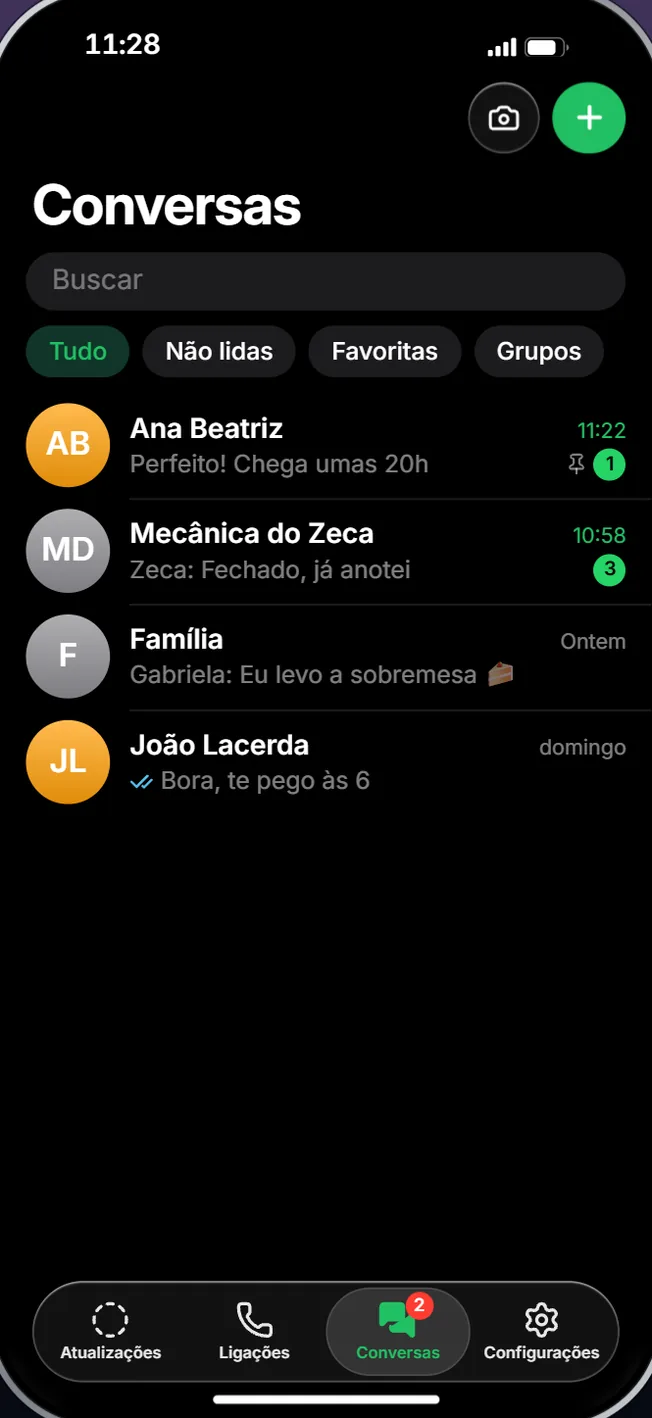 11:28
Conversas
Buscar
Tudo Não lidas Favoritas Grupos
AB Ana Beatriz 11:22
Perfeito! Chega umas 20h 1
MD Mecânica do Zeca 10:58
Zeca: Fechado, já anotei 3
F Família Ontem
Gabriela: Eu levo a sobremesa 🍰
JL João Lacerda domingo
Bora, te pego às 6
2
Atualizações Ligações Conversas Configurações